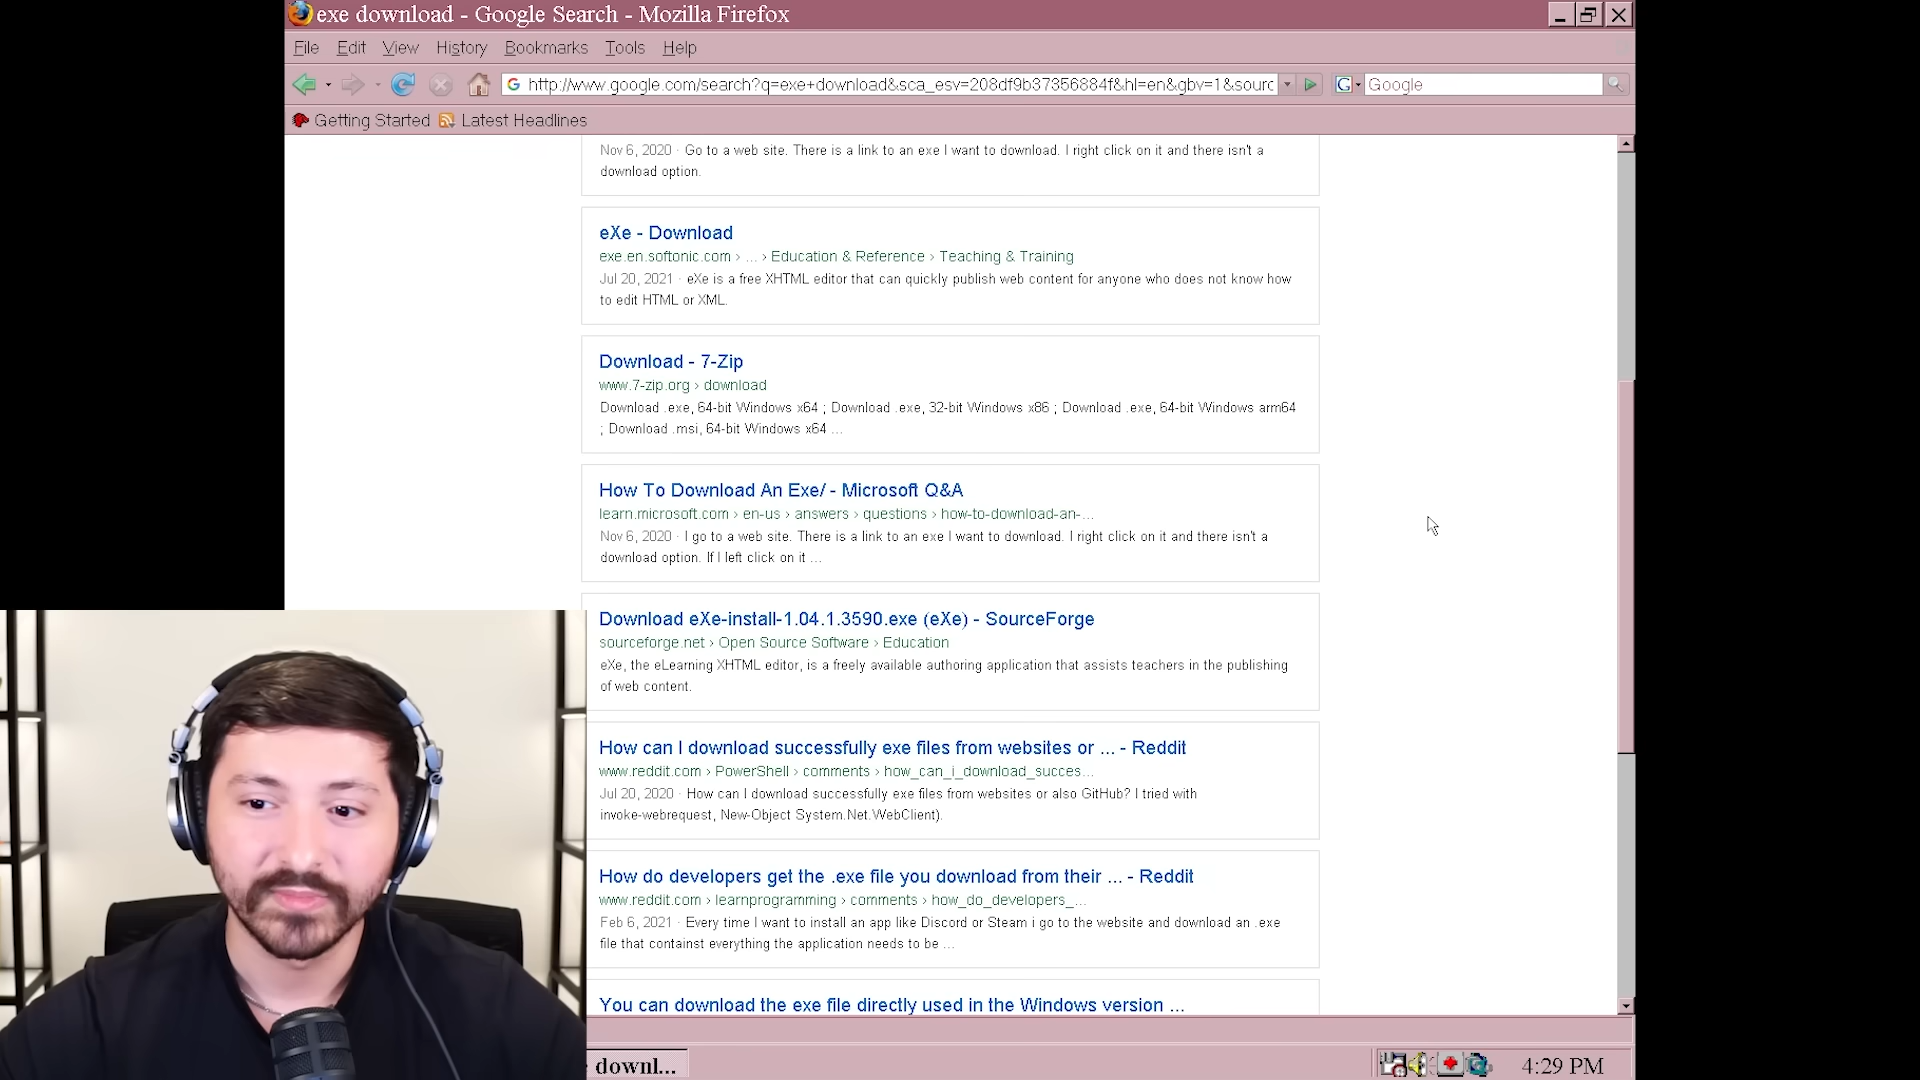 exe download - Google Search - Mozilla Firefox
File Edit View History Bookmarks Tools Help
http://www.google.com/search?q=exe+download&sca_esv=208df9b37356884f&hl=en&gbv=1&sourc
Google
Getting Started Latest Headlines
Nov 6, 2020 · Go to a web site. There is a link to an exe I want to download. I right click on it and there isn't a
download option.
eXe - Download
exe.en.softonic.com › ... › Education & Reference › Teaching & Training
Jul 20, 2021 · eXe is a free XHTML editor that can quickly publish web content for anyone who does not know how
to edit HTML or XML.
Download - 7-Zip
www.7-zip.org › download
Download .exe, 64-bit Windows x64 ; Download .exe, 32-bit Windows x86 ; Download .exe, 64-bit Windows arm64
; Download .msi, 64-bit Windows x64 ...
How To Download An Exe/ - Microsoft Q&A
learn.microsoft.com › en-us › answers › questions › how-to-download-an-...
Nov 6, 2020 · I go to a web site. There is a link to an exe I want to download. I right click on it and there isn't a
download option. If I left click on it ...
Download eXe-install-1.04.1.3590.exe (eXe) - SourceForge
sourceforge.net › Open Source Software › Education
eXe, the eLearning XHTML editor, is a freely available authoring application that assists teachers in the publishing
of web content.
How can I download successfully exe files from websites or ... - Reddit
www.reddit.com › PowerShell › comments › how_can_i_download_succes...
Jul 20, 2020 · How can I download successfully exe files from websites or also GitHub? I tried with
invoke-webrequest, New-Object System.Net.WebClient).
How do developers get the .exe file you download from their ... - Reddit
www.reddit.com › learnprogramming › comments › how_do_developers_...
Feb 6, 2021 · Every time I want to install an app like Discord or Steam i go to the website and download an .exe
file that containst everything the application needs to be ...
You can download the exe file directly used in the Windows version ...
downl...
4:29 PM